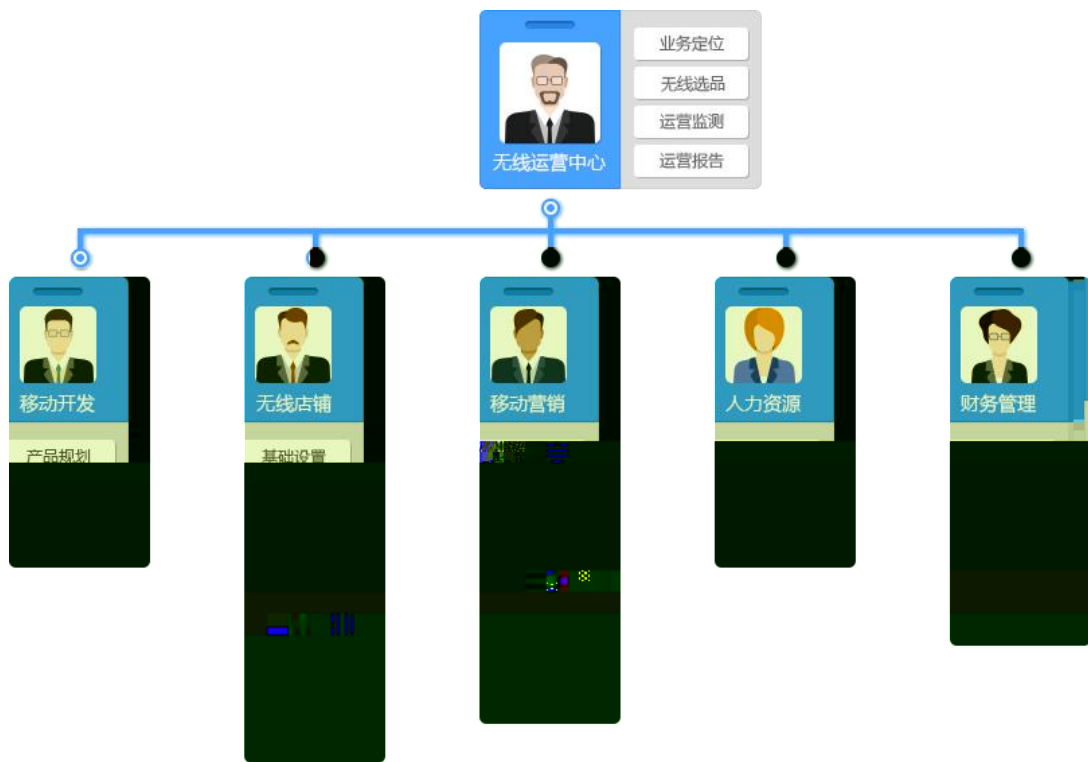 业务定位
无线选品
运营监测
运营报告
无线运营中心
移动开发
无线店铺
移动营销
人力资源
财务管理
产品规划
基础设置